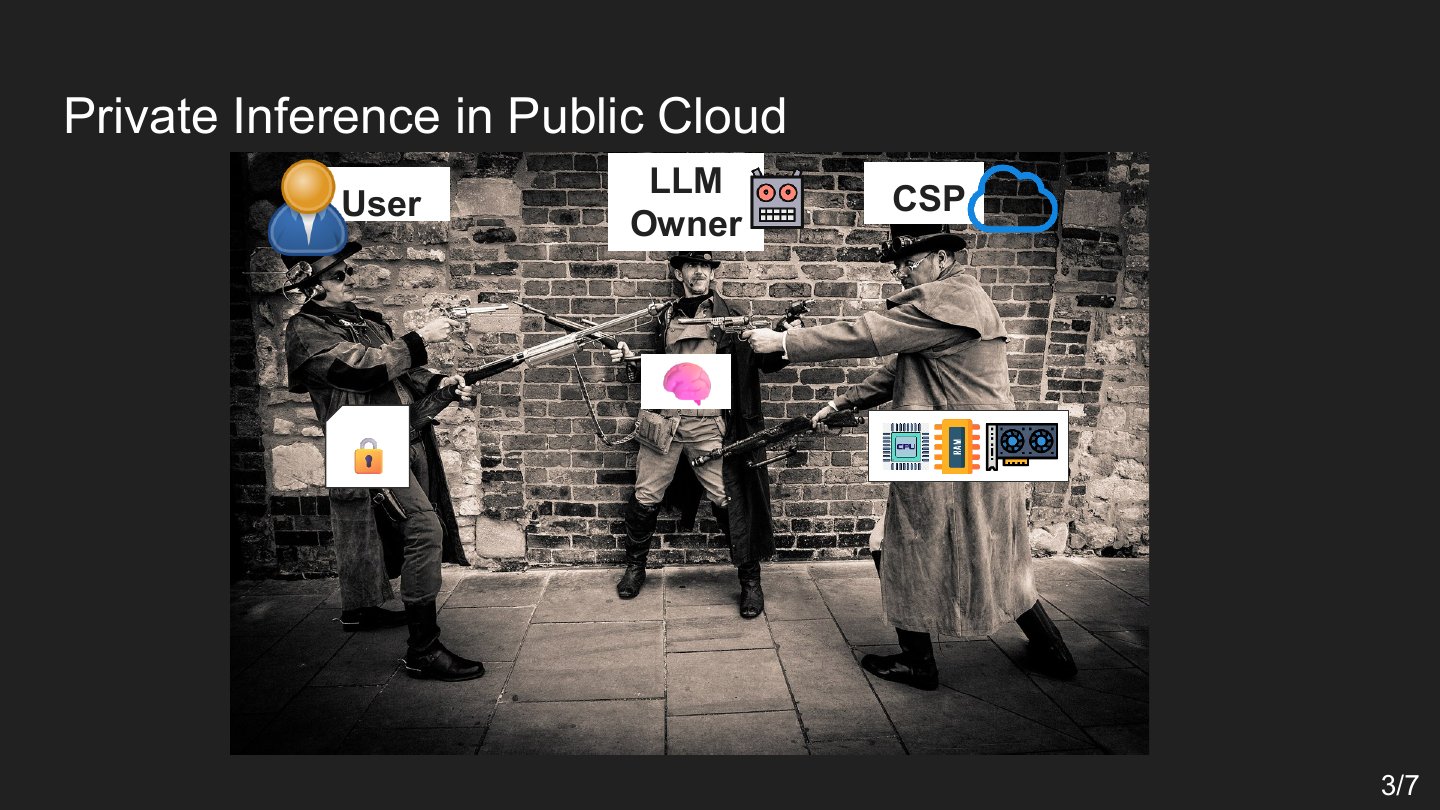 Private Inference in Public Cloud
User
LLM
Owner
CSP
CPU
RAM
3/7